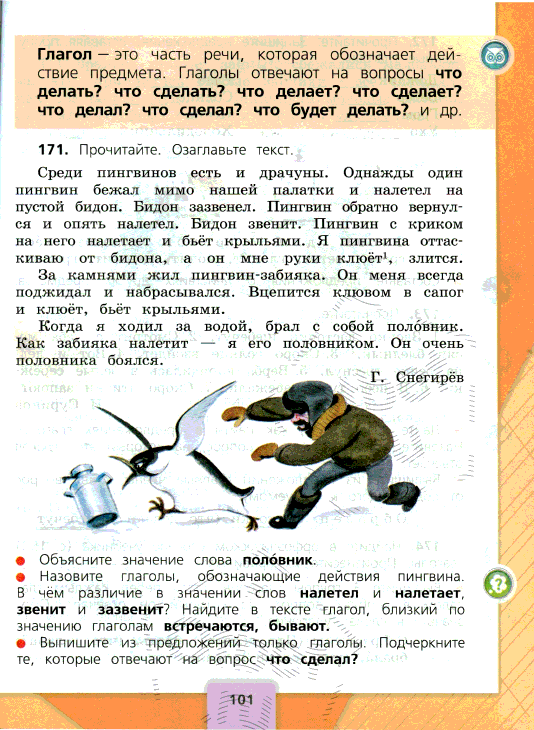 Глагол — это часть речи, которая обозначает дей-
ствие предмета. Глаголы отвечают на вопросы что
делать? что сделать? что делает? что сделает?
что делал? что сделал? что будет делать? и др.
171. Прочитайте. Озаглавьте текст.
Среди пингвинов есть и драчуны. Однажды один
пингвин бежал мимо нашей палатки и налетел на
пустой бидон. Бидон зазвенел. Пингвин обратно вернул-
ся и опять налетел. Бидон звенит. Пингвин с криком
на него налетает и бьёт крыльями. Я пингвина оттас-
киваю от бидона, а он мне руки клюёт¹, злится.
За камнями жил пингвин-забияка. Он меня всегда
поджидал и набрасывался. Вцепится клювом в сапог
и клюёт, бьёт крыльями.
Когда я ходил за водой, брал с собой поло́вник.
Как забияка налетит — я его половником. Он очень
половника боялся.
Г. Снегирёв
Объясните значение слова поло́вник.
Назовите глаголы, обозначающие действия пингвина.
В чём различие в значении слов налетел и налетает,
звенит и зазвенит? Найдите в тексте глагол, близкий по
значению глаголам встречаются, бывают.
Выпишите из предложений только глаголы. Подчеркните
те, которые отвечают на вопрос что сделал?
101